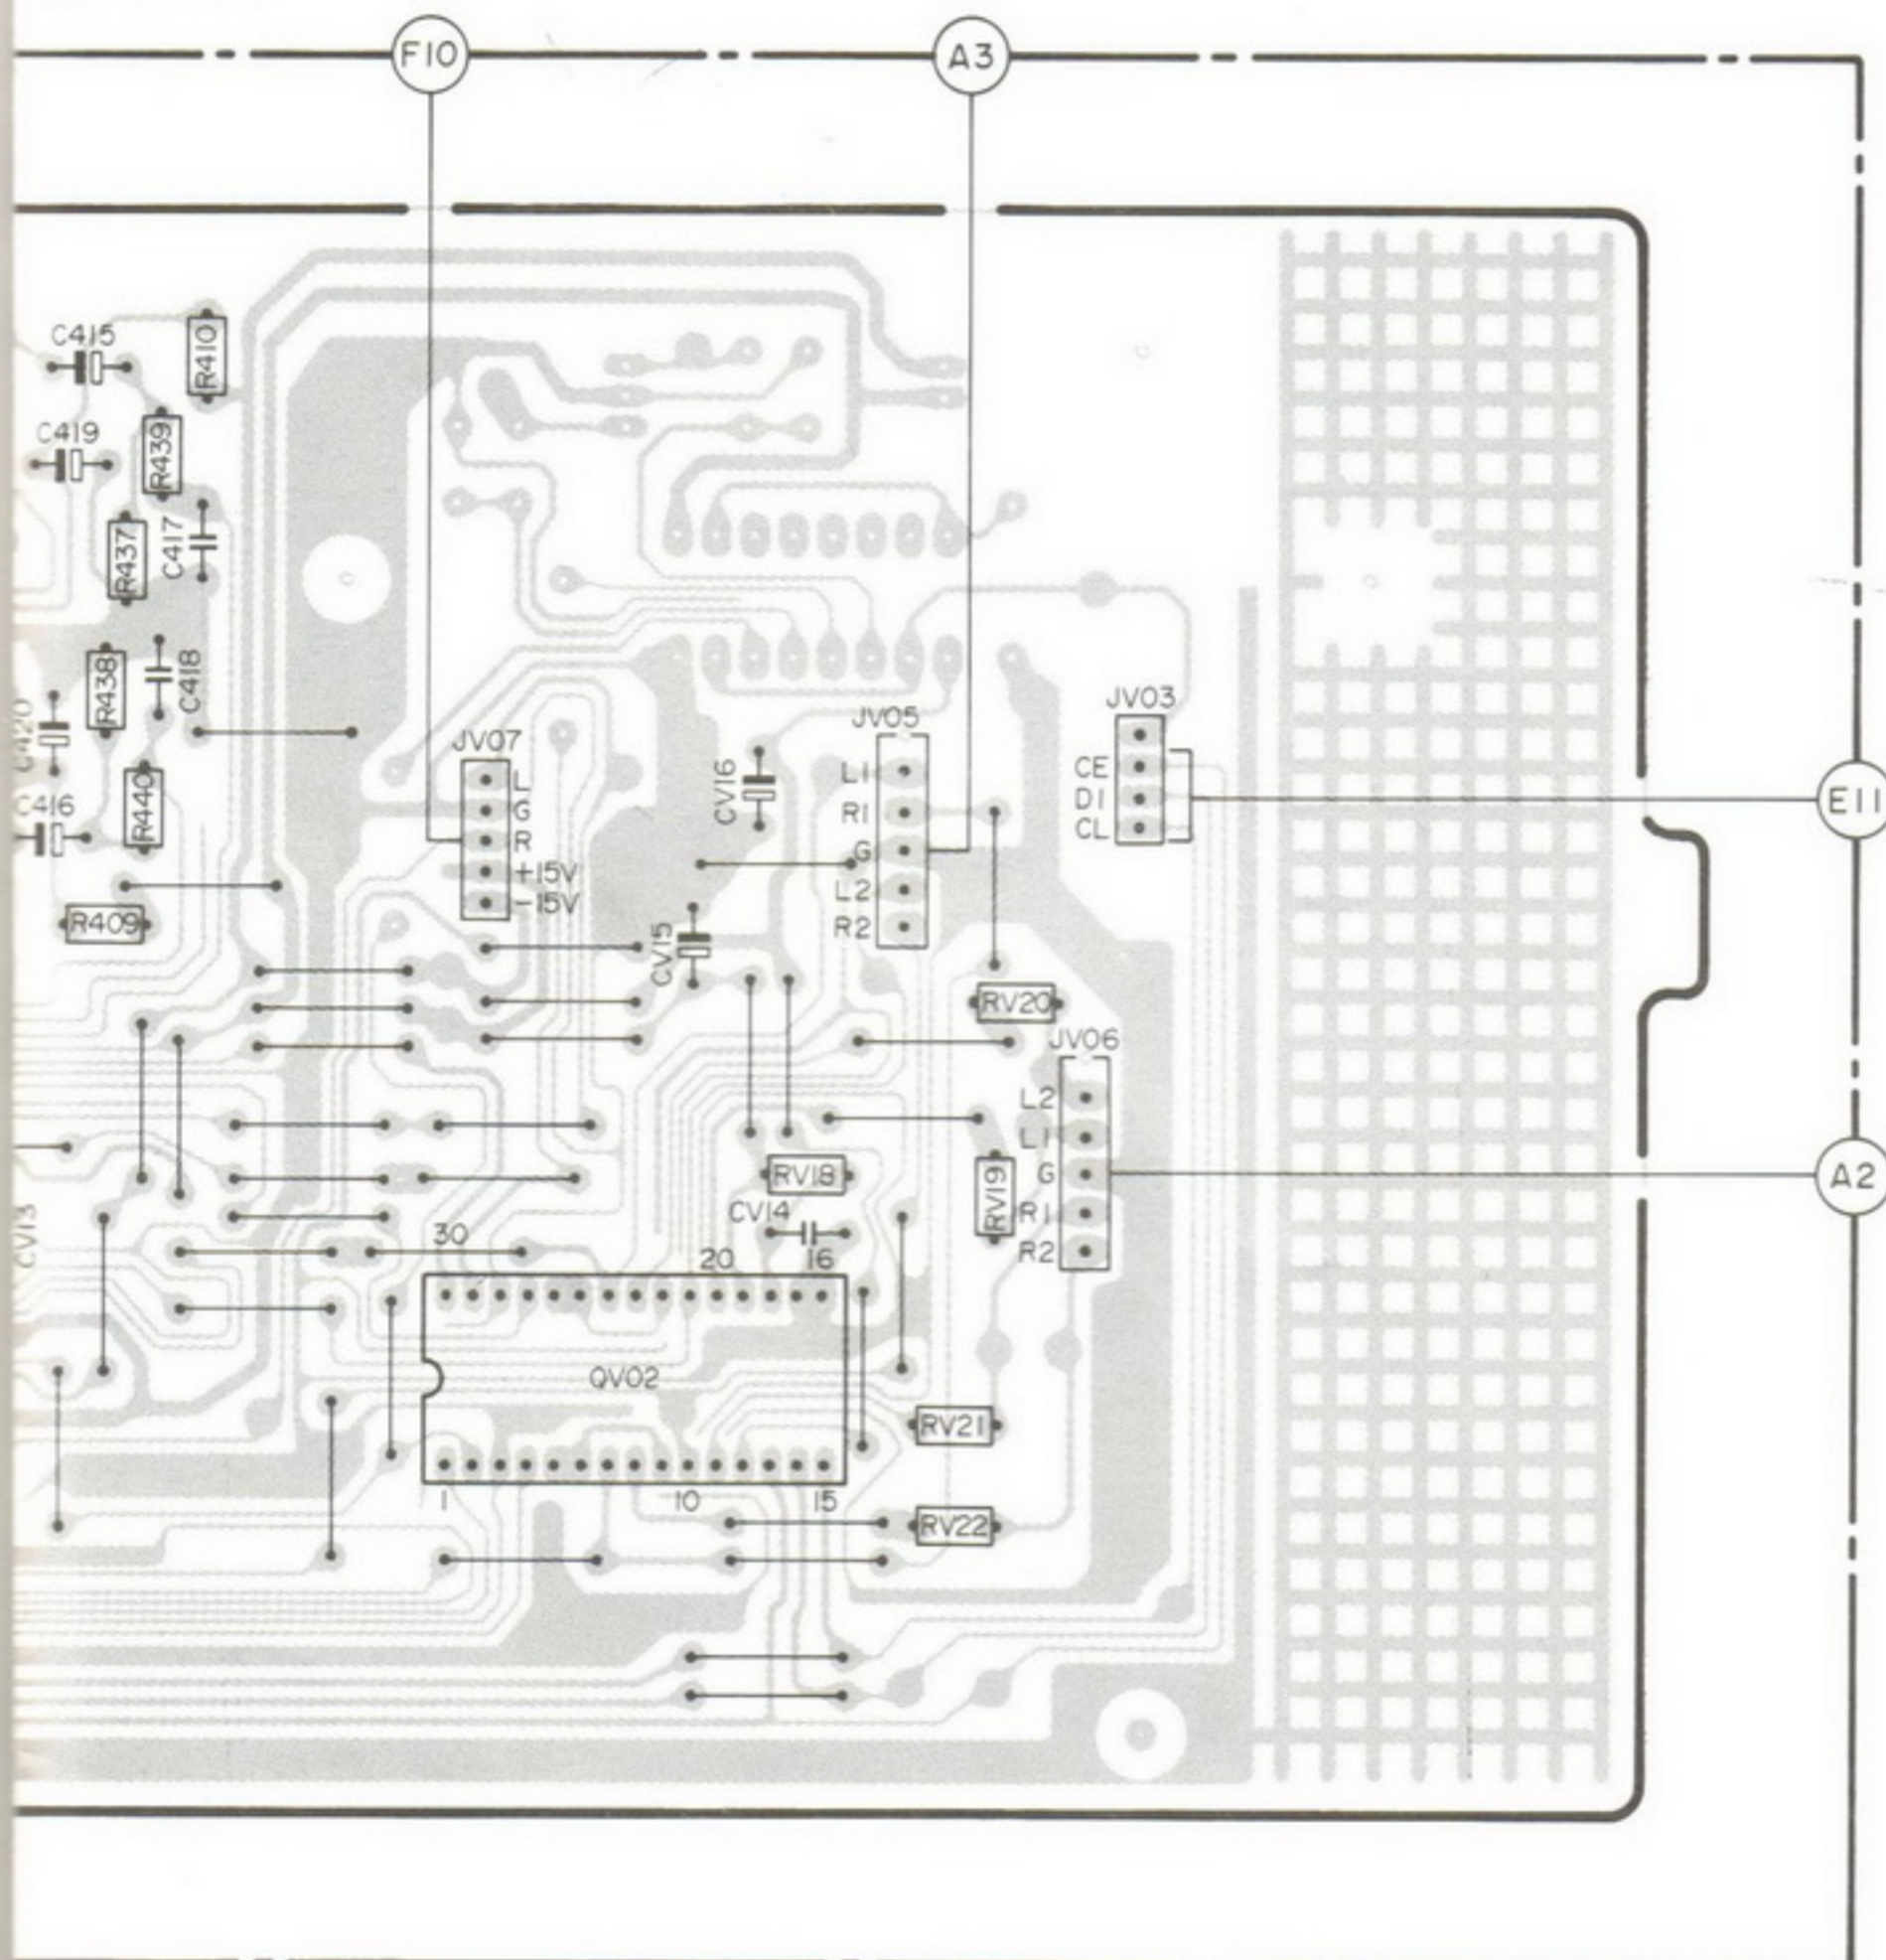 F10
A3
C415
R410
C419
R439
R437
C417
R438
C418
C420
C416
R440
R409
JV07
L
G
R
+15V
-15V
CV16
JV05
L1
R1
G
L2
R2
JV03
CE
D1
CL
E11
CV15
RV20
JV06
L2
L1
G
R1
R2
A2
RV18
CV14
RV19
CV13
30
20
16
QV02
1
10
15
RV21
RV22